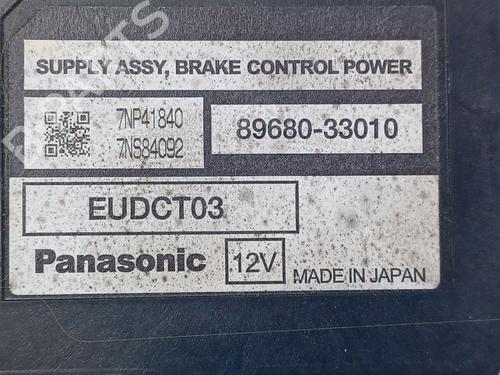 SUPPLY ASSY, BRAKE CONTROL POWER
7NP41840
7NS84092
89680-33010
EUDCT03
Panasonic
12V
MADE IN JAPAN